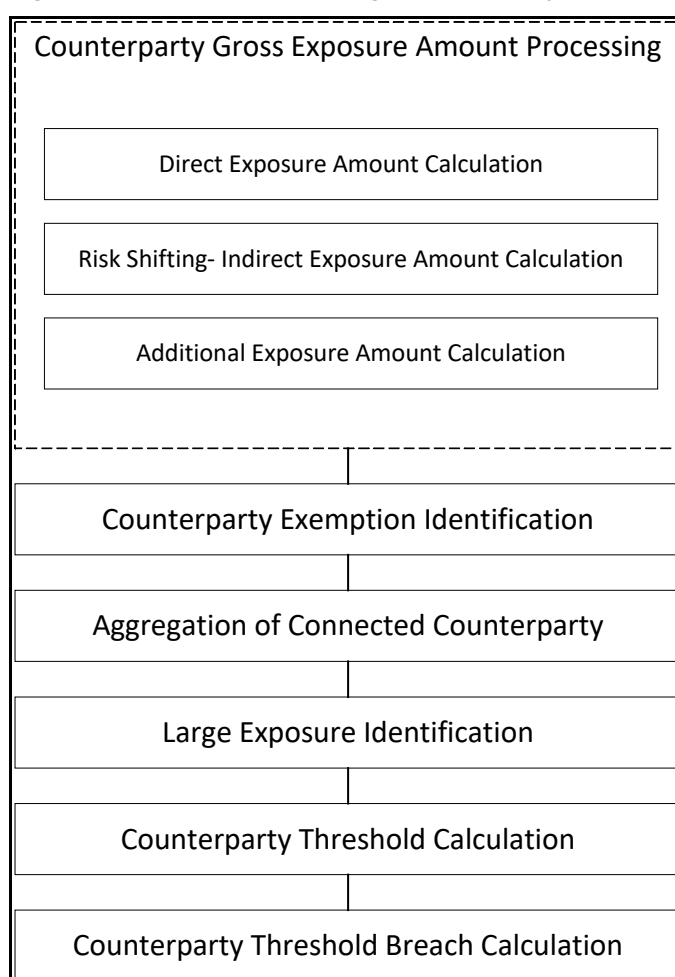 Counterparty Gross Exposure Amount Processing
Direct Exposure Amount Calculation
Risk Shifting- Indirect Exposure Amount Calculation
Additional Exposure Amount Calculation
Counterparty Exemption Identification
Aggregation of Connected Counterparty
Large Exposure Identification
Counterparty Threshold Calculation
Counterparty Threshold Breach Calculation